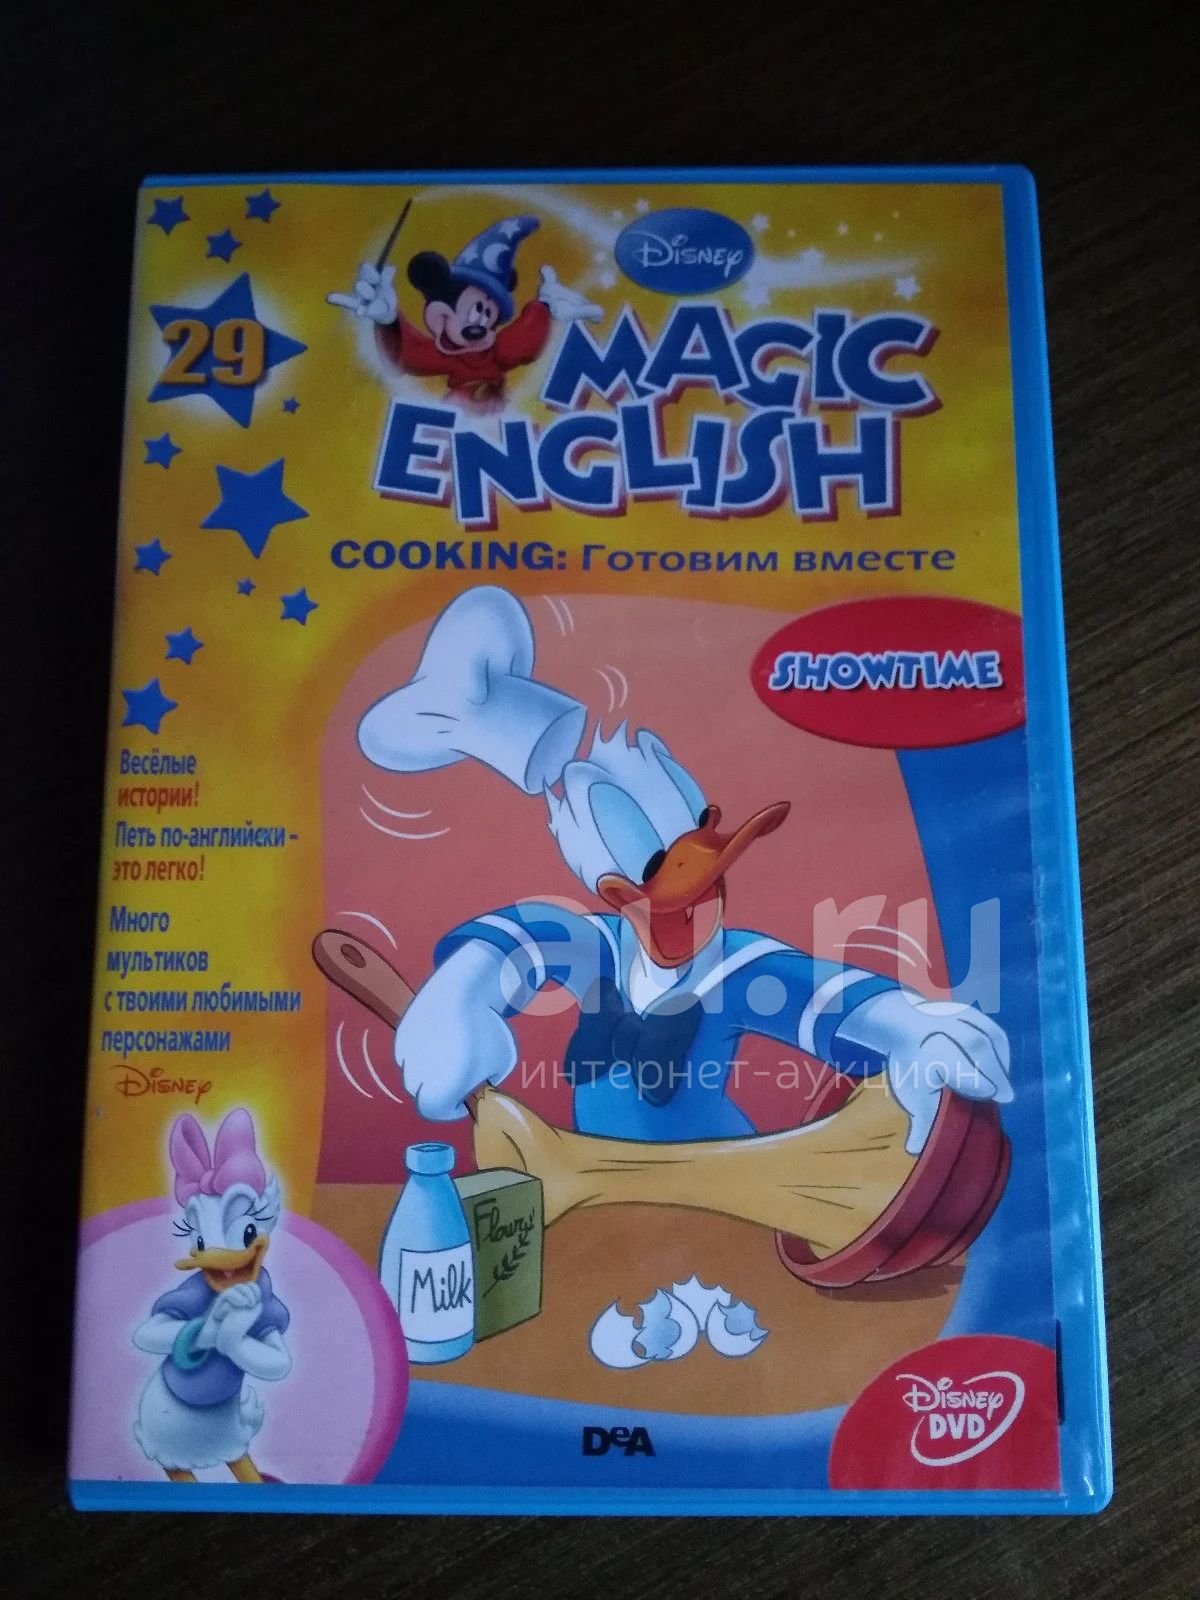 Disney
29
MAGIC
ENGLISH
COOKING: Готовим вместе
SHOWTIME
Весёлые
истории!
Петь по-английски -
это легко!
Много
мультиков
с твоими любимыми
персонажами
Disney
au.ru
интернет-аукцион
Flour
Milk
DeA
Disney
DVD